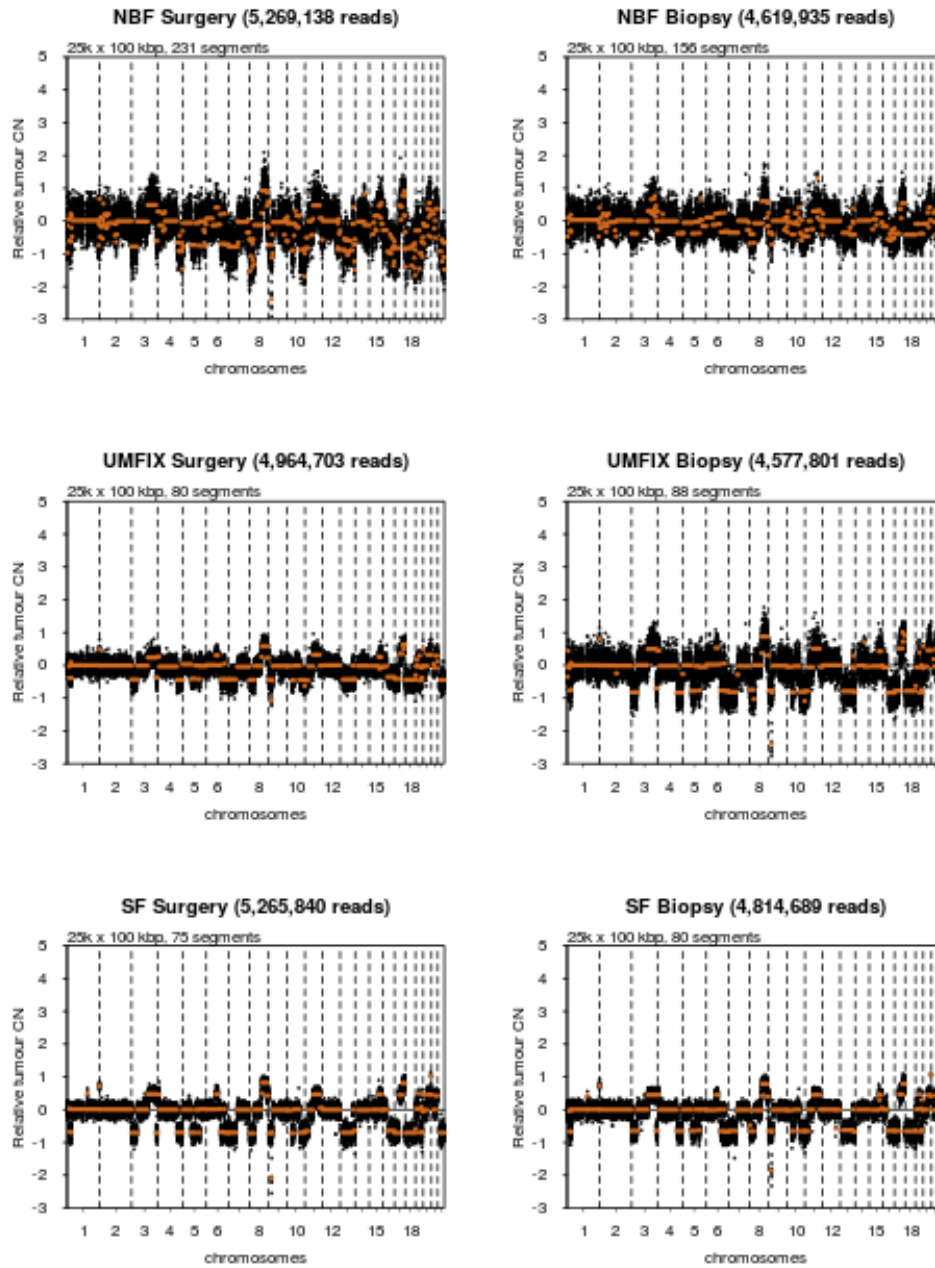 NBF Surgery (5,269,138 reads)
25k x 100 kbp, 231 segments
5
4
3
2
1
0
-1
-2
-3
Relative tumour CN
1 2 3 4 5 6 8 10 12 15 18
chromosomes
NBF Biopsy (4,619,935 reads)
25k x 100 kbp, 156 segments
5
4
3
2
1
0
-1
-2
-3
Relative tumour CN
1 2 3 4 5 6 8 10 12 15 18
chromosomes
UMFIX Surgery (4,964,703 reads)
25k x 100 kbp, 80 segments
5
4
3
2
1
0
-1
-2
-3
Relative tumour CN
1 2 3 4 5 6 8 10 12 15 18
chromosomes
UMFIX Biopsy (4,577,801 reads)
25k x 100 kbp, 88 segments
5
4
3
2
1
0
-1
-2
-3
Relative tumour CN
1 2 3 4 5 6 8 10 12 15 18
chromosomes
SF Surgery (5,265,840 reads)
25k x 100 kbp, 75 segments
5
4
3
2
1
0
-1
-2
-3
Relative tumour CN
1 2 3 4 5 6 8 10 12 15 18
chromosomes
SF Biopsy (4,814,689 reads)
25k x 100 kbp, 80 segments
5
4
3
2
1
0
-1
-2
-3
Relative tumour CN
1 2 3 4 5 6 8 10 12 15 18
chromosomes